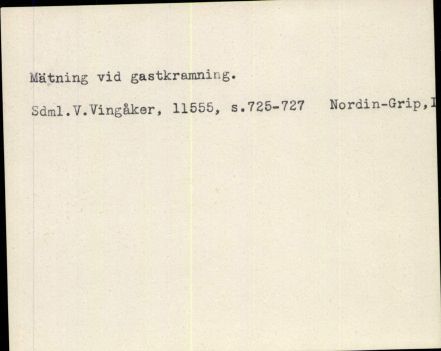 Mätning vid gastkramning.
Sdml.V.Vingåker, 11555, s.725-727 Nordin-Grip,I